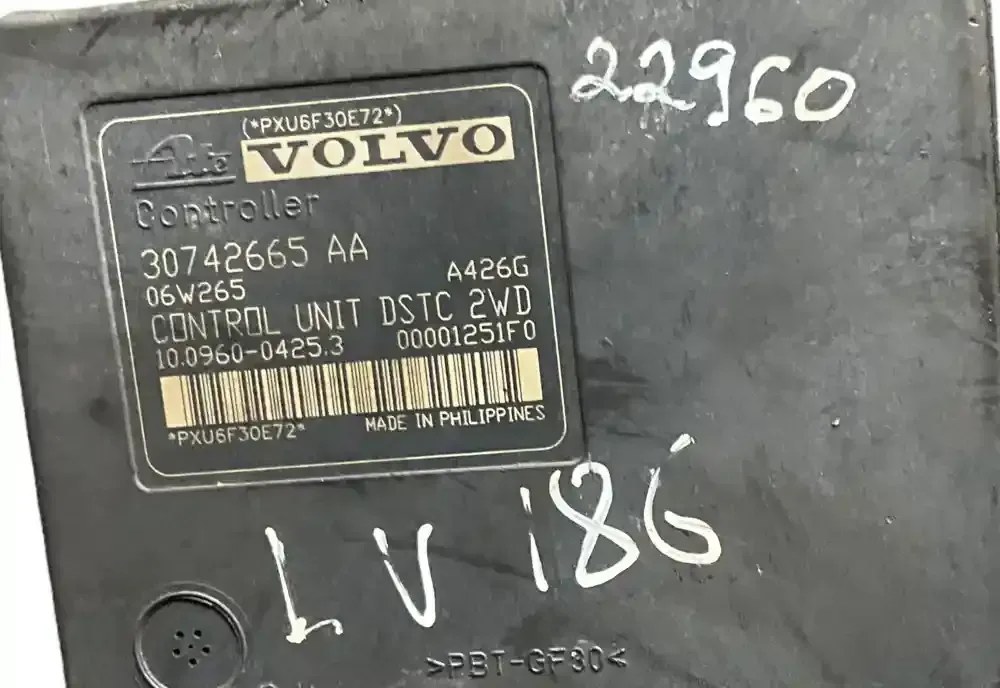 22960
(*PXU6F30E72*)
Ate VOLVO
Controller
30742665 AA
06W265 A426G
CONTROL UNIT DSTC 2WD
10.0960-0425.3 00001251F0
*PXU6F30E72* MADE IN PHILIPPINES
LV 186
>PBT-GF30<